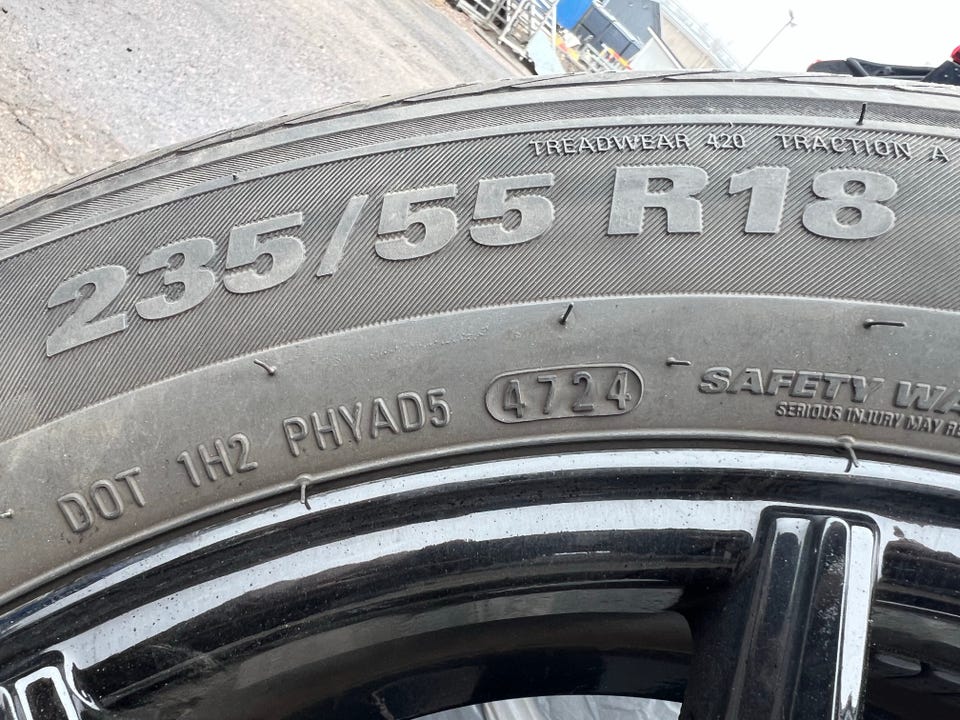 TREADWEAR 420 TRACTION A
235/55 R18
DOT 1H2 PHYAD5 4724
SAFETY WA
SERIOUS INJURY MAY RE